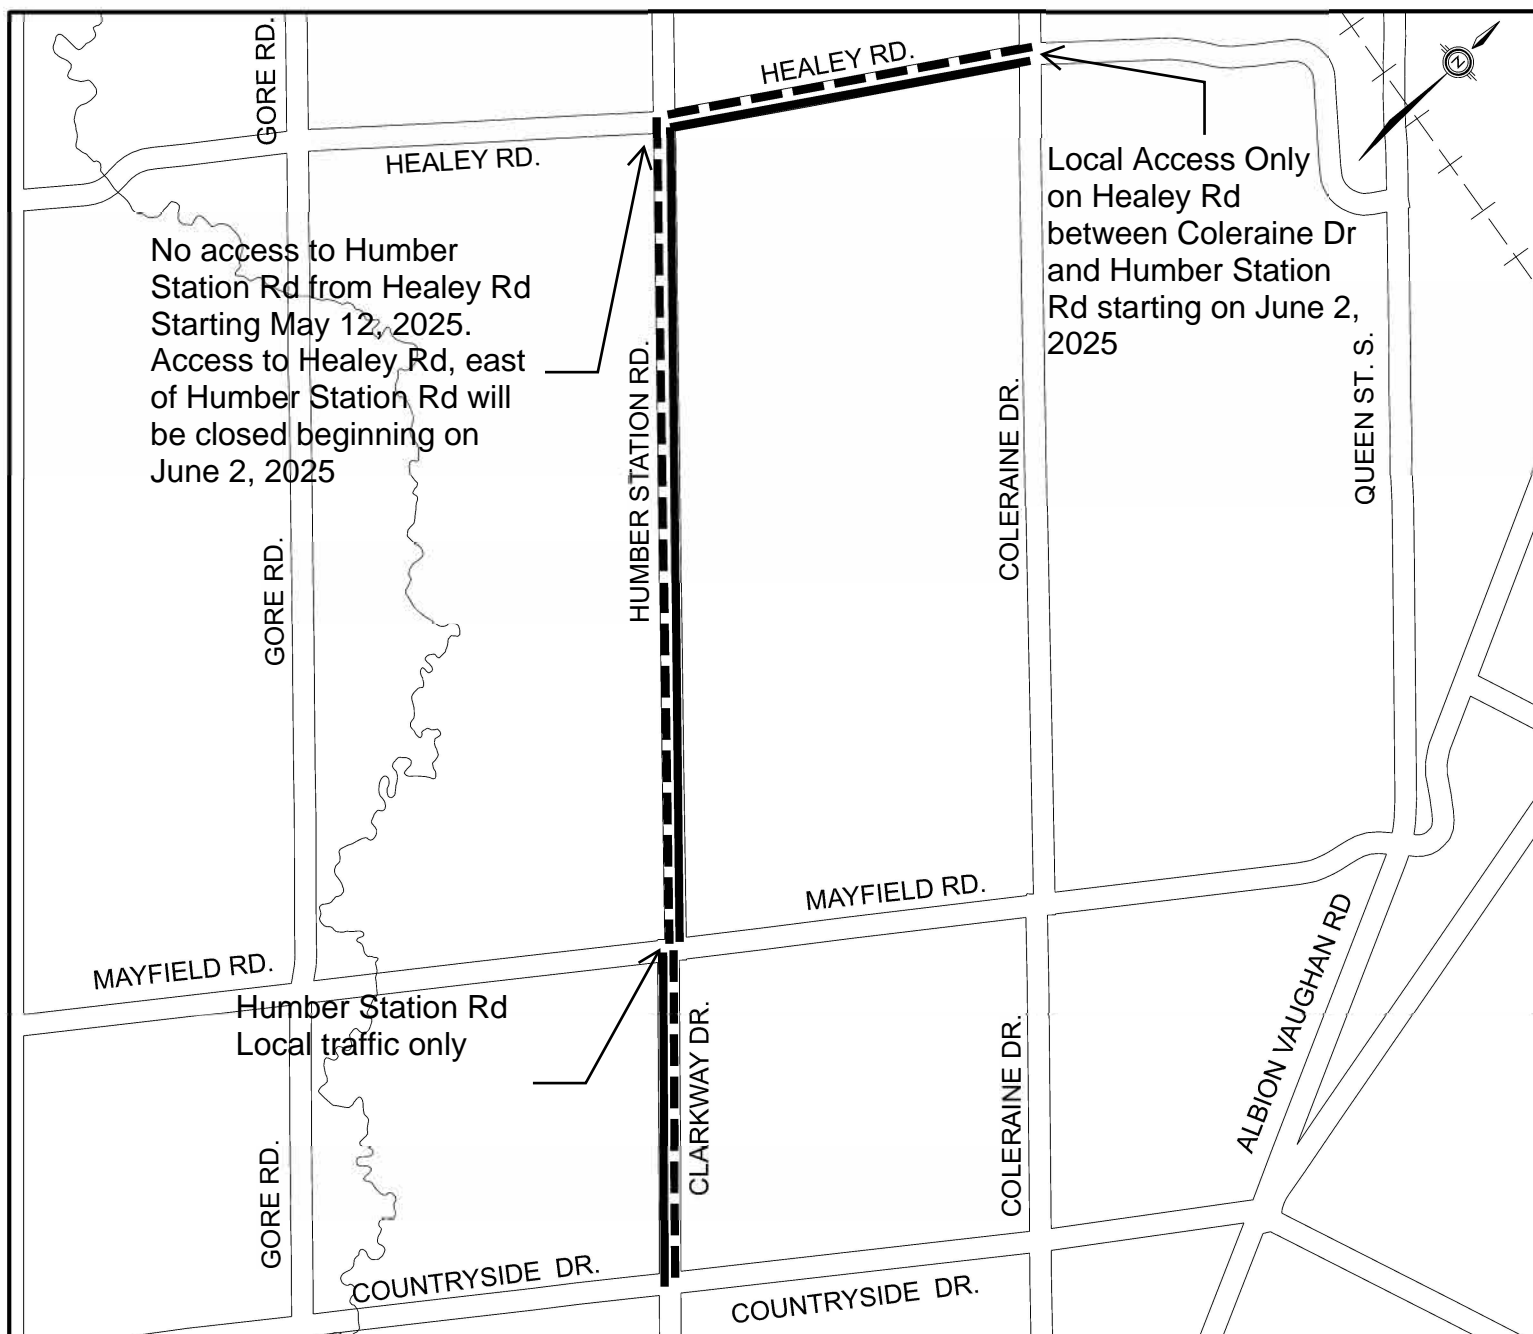 GORE RD.
HEALEY RD.
N
HEALEY RD.
Local Access Only
on Healey Rd
between Coleraine Dr
and Humber Station
Rd starting on June 2,
2025
No access to Humber
Station Rd from Healey Rd
Starting May 12, 2025.
Access to Healey Rd, east
of Humber Station Rd will
be closed beginning on
June 2, 2025
HUMBER STATION RD.
COLERAINE DR.
QUEEN ST. S.
GORE RD.
MAYFIELD RD.
MAYFIELD RD.
Humber Station Rd
Local traffic only
CLARKWAY DR.
COLERAINE DR.
ALBION VAUGHAN RD
GORE RD.
COUNTRYSIDE DR.
COUNTRYSIDE DR.